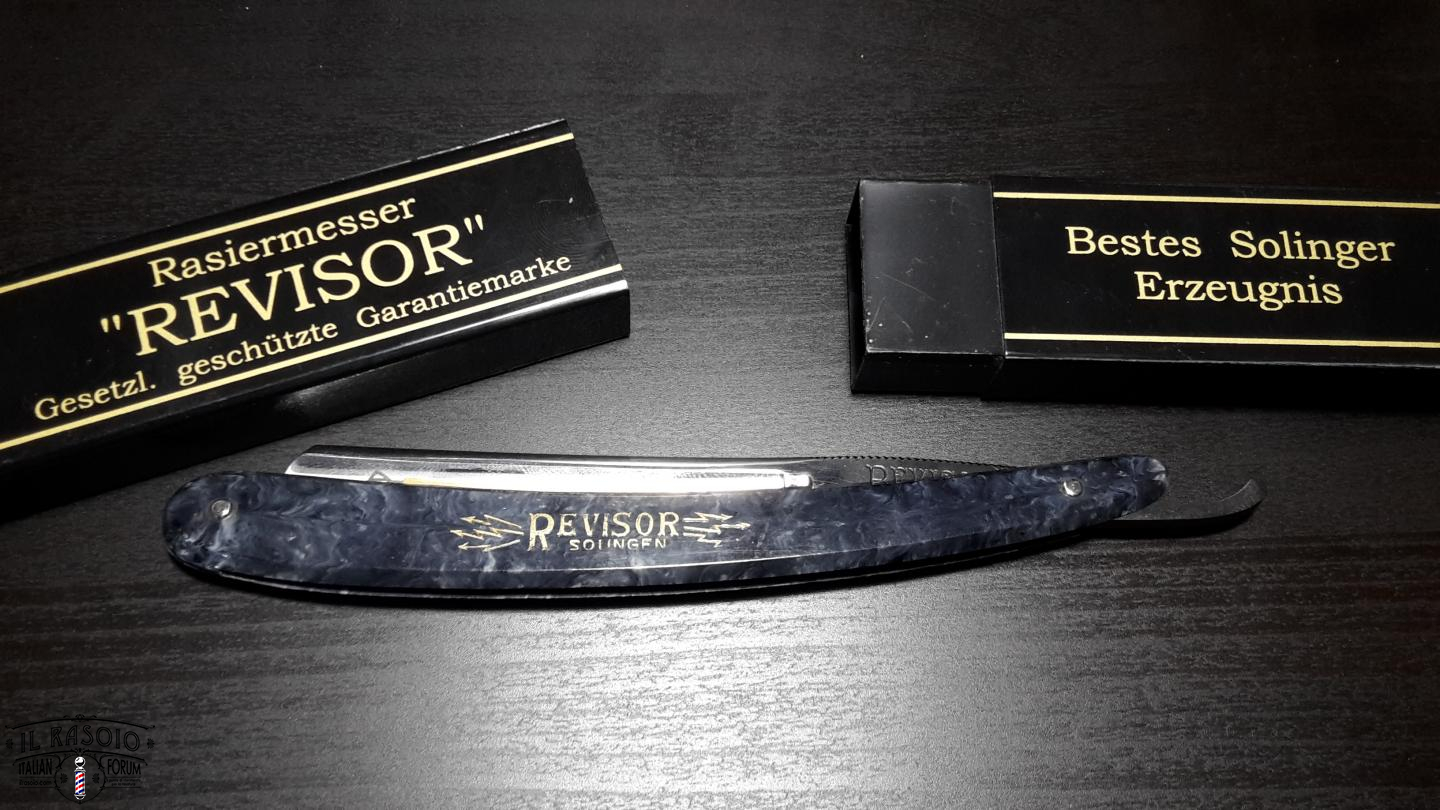 Rasiermesser
"REVISOR"
Gesetzl. geschützte Garantiemarke
Bestes Solinger
Erzeugnis
REVISOR
SOLINGEN
IL RASOIO
ITALIAN FORUM